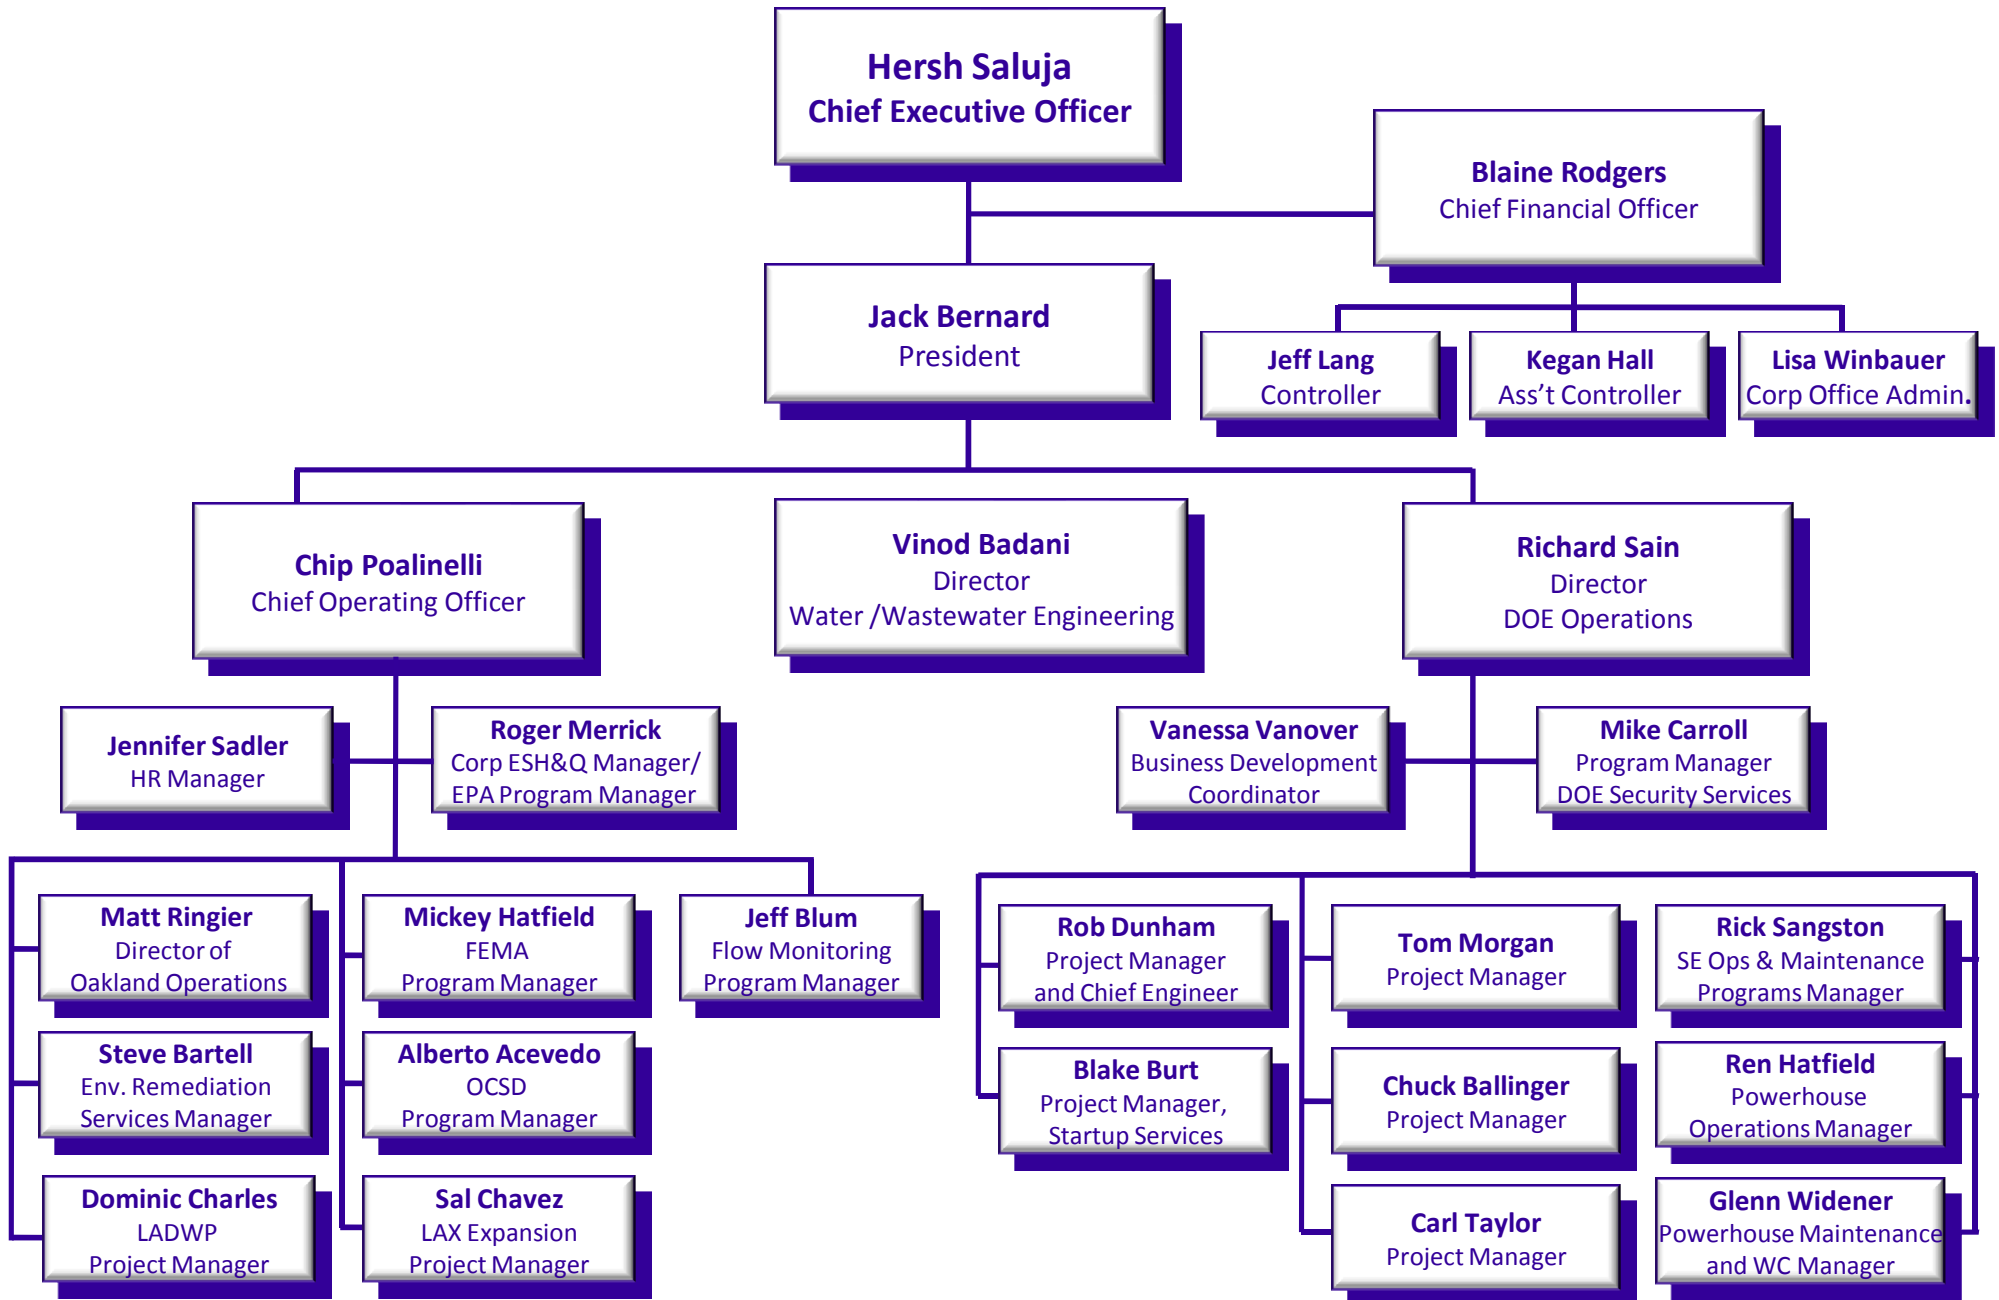 Hersh Saluja
Chief Executive Officer
Blaine Rodgers
Chief Financial Officer
Jack Bernard
President
Jeff Lang
Controller
Kegan Hall
Ass't Controller
Lisa Winbauer
Corp Office Admin.
Chip Poalinelli
Chief Operating Officer
Vinod Badani
Director
Water /Wastewater Engineering
Richard Sain
Director
DOE Operations
Jennifer Sadler
HR Manager
Roger Merrick
Corp ESH&Q Manager/
EPA Program Manager
Vanessa Vanover
Business Development
Coordinator
Mike Carroll
Program Manager
DOE Security Services
Matt Ringier
Director of
Oakland Operations
Mickey Hatfield
FEMA
Program Manager
Jeff Blum
Flow Monitoring
Program Manager
Steve Bartell
Env. Remediation
Services Manager
Alberto Acevedo
OCSD
Program Manager
Dominic Charles
LADWP
Project Manager
Sal Chavez
LAX Expansion
Project Manager
Rob Dunham
Project Manager
and Chief Engineer
Tom Morgan
Project Manager
Rick Sangston
SE Ops & Maintenance
Programs Manager
Blake Burt
Project Manager,
Startup Services
Chuck Ballinger
Project Manager
Ren Hatfield
Powerhouse
Operations Manager
Carl Taylor
Project Manager
Glenn Widener
Powerhouse Maintenance
and WC Manager